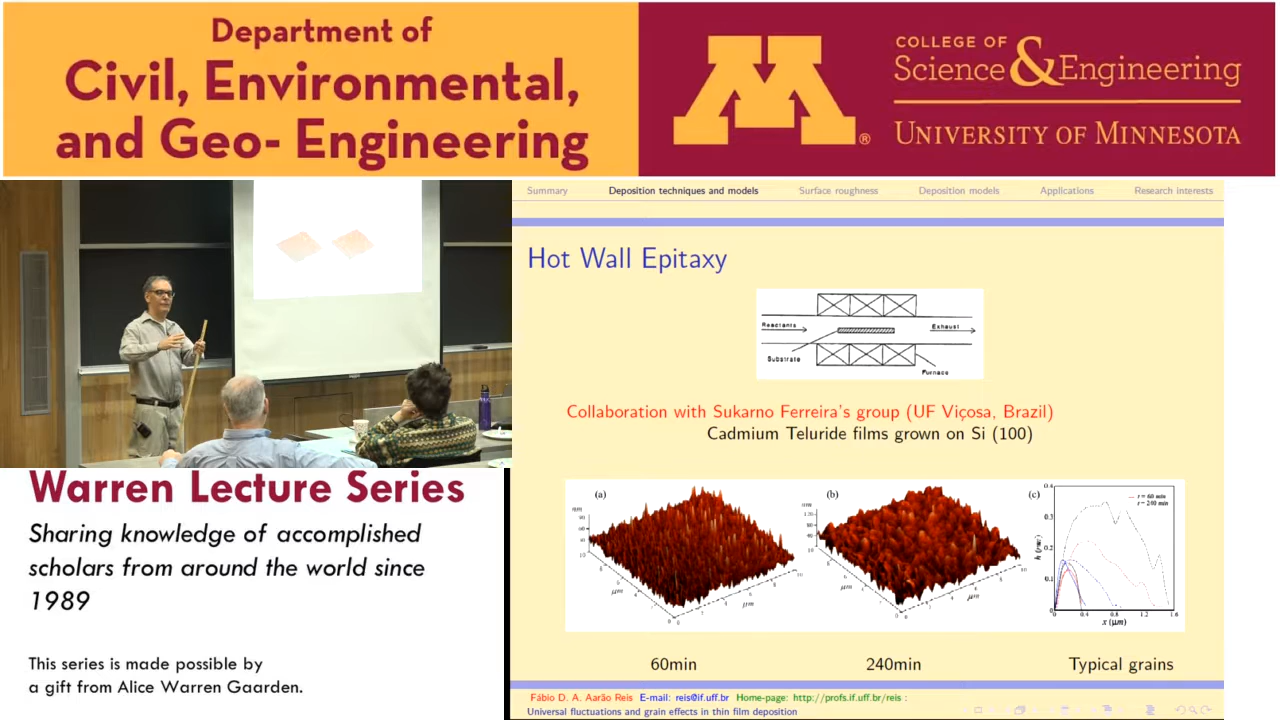 Department of
Civil, Environmental,
and Geo- Engineering
COLLEGE OF
Science & Engineering
UNIVERSITY OF MINNESOTA
M
®
Summary Deposition techniques and models Surface roughness Deposition models Applications Research interests
Hot Wall Epitaxy
Reactants
Exhaust
Substrate
Furnace
Collaboration with Sukarno Ferreira's group (UF Viçosa, Brazil)
Cadmium Teluride films grown on Si (100)
(a)
(b)
(c)
μm
μm
μm
μm
x (μm)
60min
240min
Typical grains
Fábio D. A. Aarão Reis E-mail: reis@if.uff.br Home-page: http://profs.if.uff.br/reis :
Universal fluctuations and grain effects in thin film deposition
Warren Lecture Series
Sharing knowledge of accomplished
scholars from around the world since
1989
This series is made possible by
a gift from Alice Warren Gaarden.